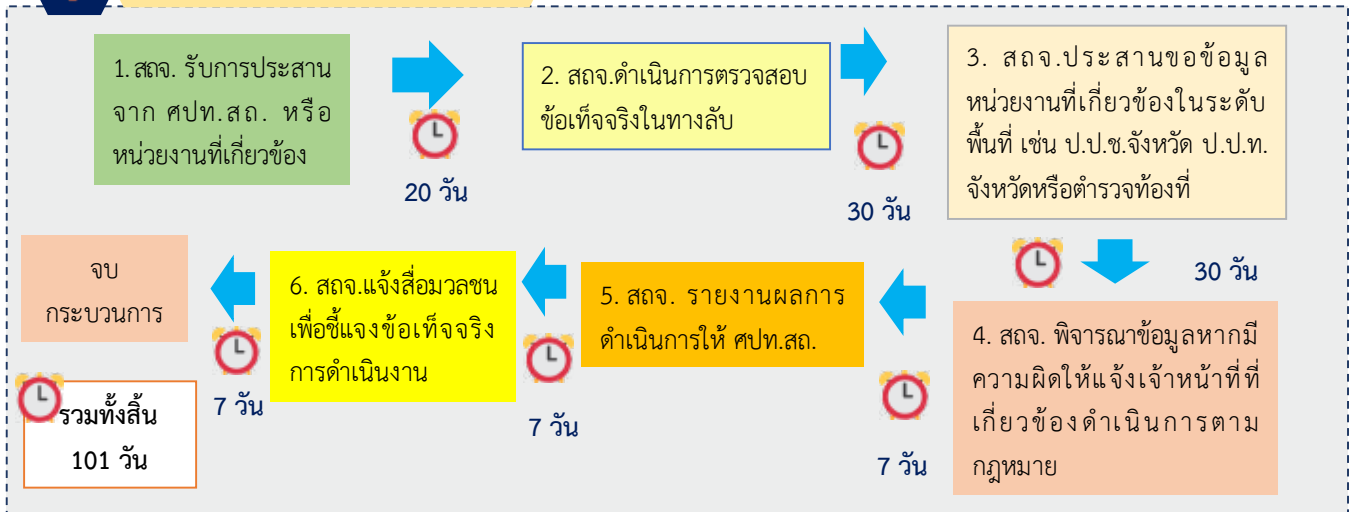 1. สถจ. รับการประสาน
จาก ศปท.สถ. หรือ
หน่วยงานที่เกี่ยวข้อง
20 วัน
2. สถจ.ดำเนินการตรวจสอบ
ข้อเท็จจริงในทางลับ
30 วัน
3. สถจ.ประสานขอข้อมูล
หน่วยงานที่เกี่ยวข้องในระดับ
พื้นที่ เช่น ป.ป.ช.จังหวัด ป.ป.ท.
จังหวัดหรือตำรวจท้องที่
30 วัน
4. สถจ. พิจารณาข้อมูลหากมี
ความผิดให้แจ้งเจ้าหน้าที่ที่
เกี่ยวข้องดำเนินการตาม
กฎหมาย
7 วัน
5. สถจ. รายงานผลการ
ดำเนินการให้ ศปท.สถ.
7 วัน
6. สถจ.แจ้งสื่อมวลชน
เพื่อชี้แจงข้อเท็จจริง
การดำเนินงาน
7 วัน
จบ
กระบวนการ
รวมทั้งสิ้น
101 วัน